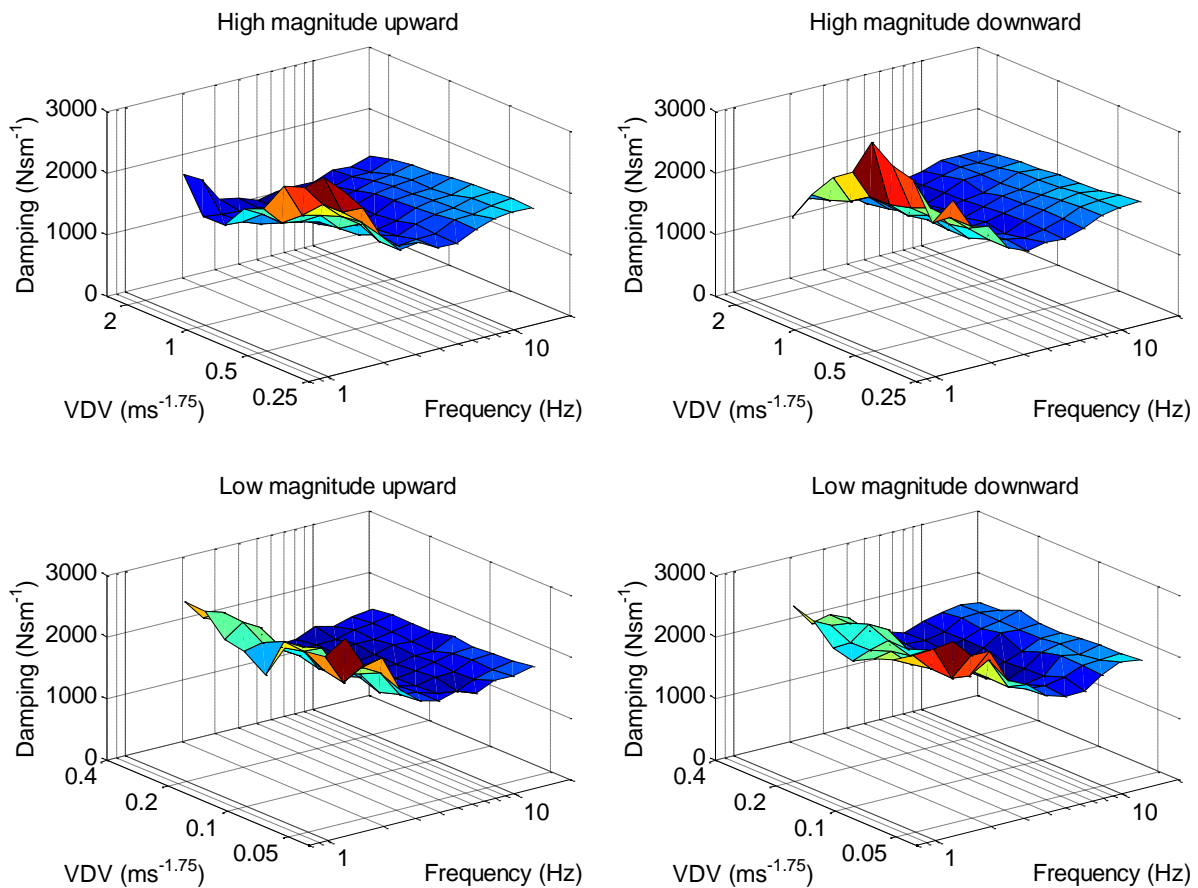 High magnitude upward
3000
2000
1000
0
Damping (Nsm⁻¹)
2
1
0.5
0.25
VDV (ms⁻¹·⁷⁵)
1
10
Frequency (Hz)
High magnitude downward
3000
2000
1000
0
Damping (Nsm⁻¹)
2
1
0.5
0.25
VDV (ms⁻¹·⁷⁵)
1
10
Frequency (Hz)
Low magnitude upward
3000
2000
1000
0
Damping (Nsm⁻¹)
0.4
0.2
0.1
0.05
VDV (ms⁻¹·⁷⁵)
1
10
Frequency (Hz)
Low magnitude downward
3000
2000
1000
0
Damping (Nsm⁻¹)
0.4
0.2
0.1
0.05
VDV (ms⁻¹·⁷⁵)
1
10
Frequency (Hz)